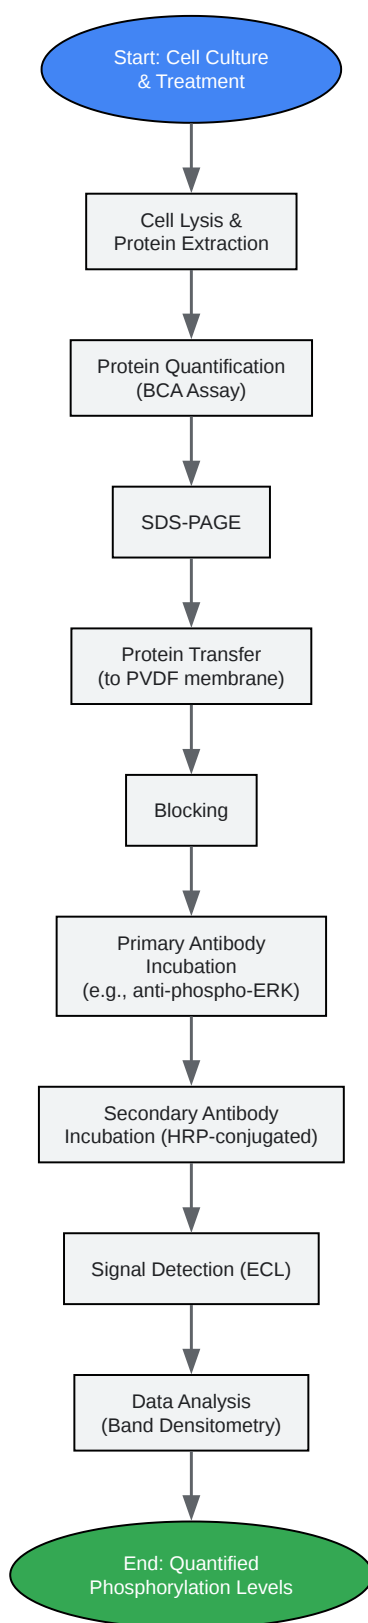 Start: Cell Culture
& Treatment
Cell Lysis &
Protein Extraction
Protein Quantification
(BCA Assay)
SDS-PAGE
Protein Transfer
(to PVDF membrane)
Blocking
Primary Antibody
Incubation
(e.g., anti-phospho-ERK)
Secondary Antibody
Incubation (HRP-conjugated)
Signal Detection (ECL)
Data Analysis
(Band Densitometry)
End: Quantified
Phosphorylation Levels